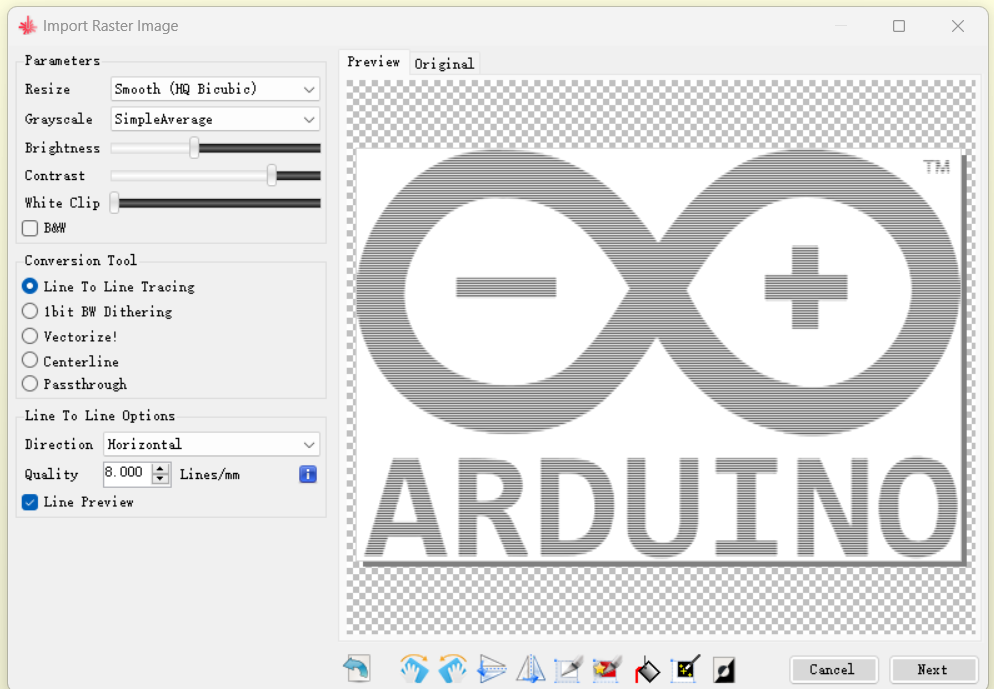 Import Raster Image
Parameters
Resize Smooth (HQ Bicubic)
Grayscale SimpleAverage
Brightness
Contrast
White Clip
B&W
Conversion Tool
Line To Line Tracing
1bit BW Dithering
Vectorize!
Centerline
Passthrough
Line To Line Options
Direction Horizontal
Quality 8.000 Lines/mm
Line Preview
Preview Original
TM
ARDUINO
Cancel Next